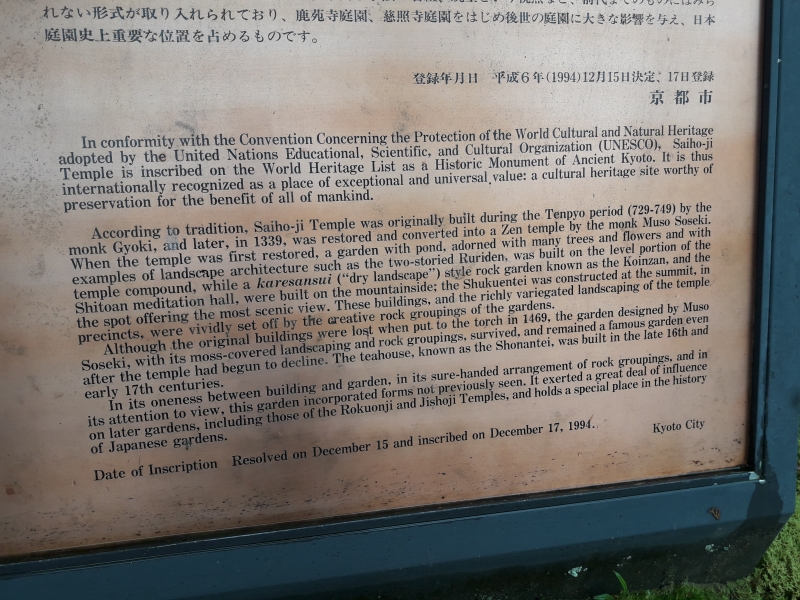 れない形式が取り入れられており、鹿苑寺庭園、慈照寺庭園をはじめ後世の庭園に大きな影響を与え、日本
庭園史上重要な位置を占めるものです。
登録年月日 平成6年(1994)12月15日決定、17日登録
京都市
In conformity with the Convention Concerning the Protection of the World Cultural and Natural Heritage
adopted by the United Nations Educational, Scientific, and Cultural Organization (UNESCO), Saiho-ji
Temple is inscribed on the World Heritage List as a Historic Monument of Ancient Kyoto. It is thus
internationally recognized as a place of exceptional and universal value: a cultural heritage site worthy of
preservation for the benefit of all of mankind.
According to tradition, Saiho-ji Temple was originally built during the Tenpyo period (729-749) by the
monk Gyoki, and later, in 1339, was restored and converted into a Zen temple by the monk Muso Soseki.
When the temple was first restored, a garden with pond, adorned with many trees and flowers and with
examples of landscape architecture such as the two-storied Ruriden, was built on the level portion of the
temple compound, while a karesansui ("dry landscape") style rock garden known as the Koinzan, and the
Shitoan meditation hall, were built on the mountainside; the Shukuentei was constructed at the summit, in
the spot offering the most scenic view. These buildings, and the richly variegated landscaping of the temple
precincts, were vividly set off by the creative rock groupings of the gardens.
Although the original buildings were lost when put to the torch in 1469, the garden designed by Muso
Soseki, with its moss-covered landscaping and rock groupings, survived, and remained a famous garden even
after the temple had begun to decline. The teahouse, known as the Shonantei, was built in the late 16th and
early 17th centuries.
In its oneness between building and garden, in its sure-handed arrangement of rock groupings, and in
its attention to view, this garden incorporated forms not previously seen. It exerted a great deal of influence
on later gardens, including those of the Rokuonji and Jishoji Temples, and holds a special place in the history
of Japanese gardens.
Date of Inscription Resolved on December 15 and inscribed on December 17, 1994.
Kyoto City